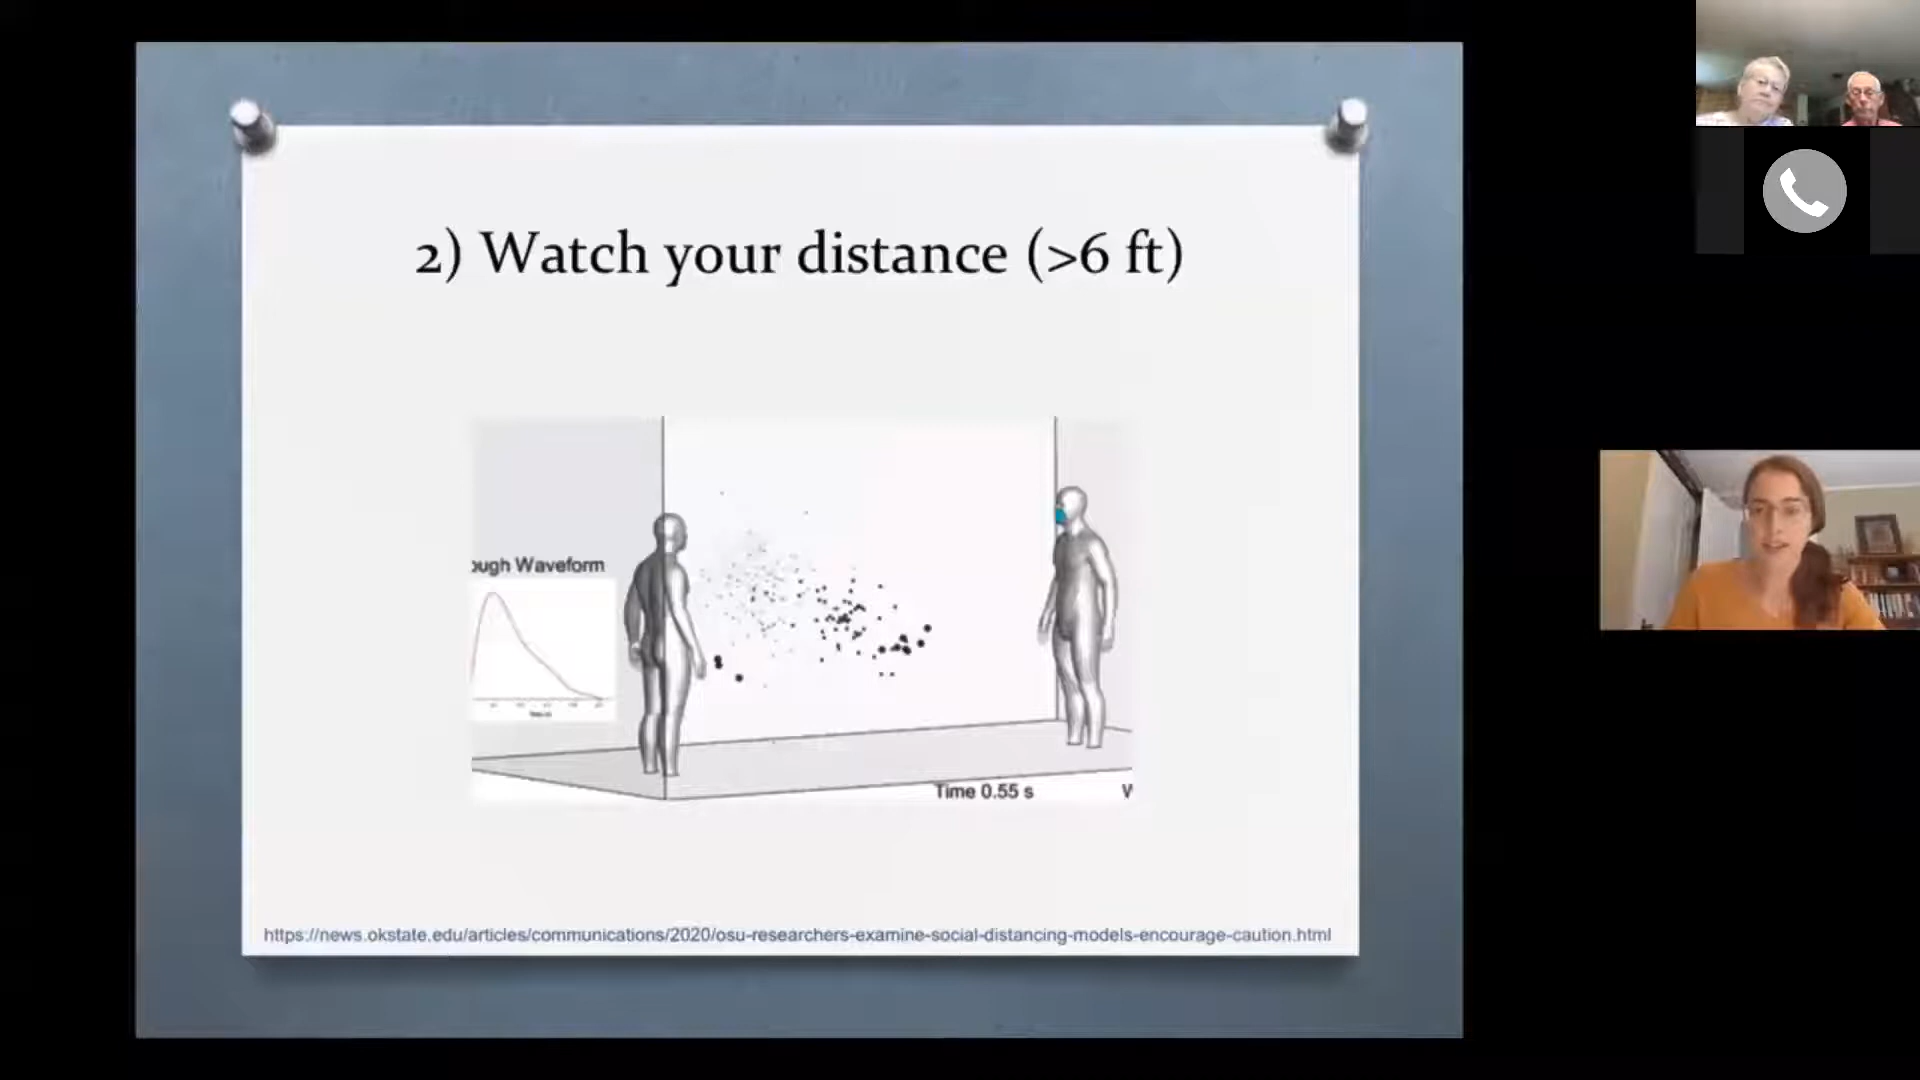 2) Watch your distance (>6 ft)
ough Waveform
Time 0.55 s
https://news.okstate.edu/articles/communications/2020/osu-researchers-examine-social-distancing-models-encourage-caution.html